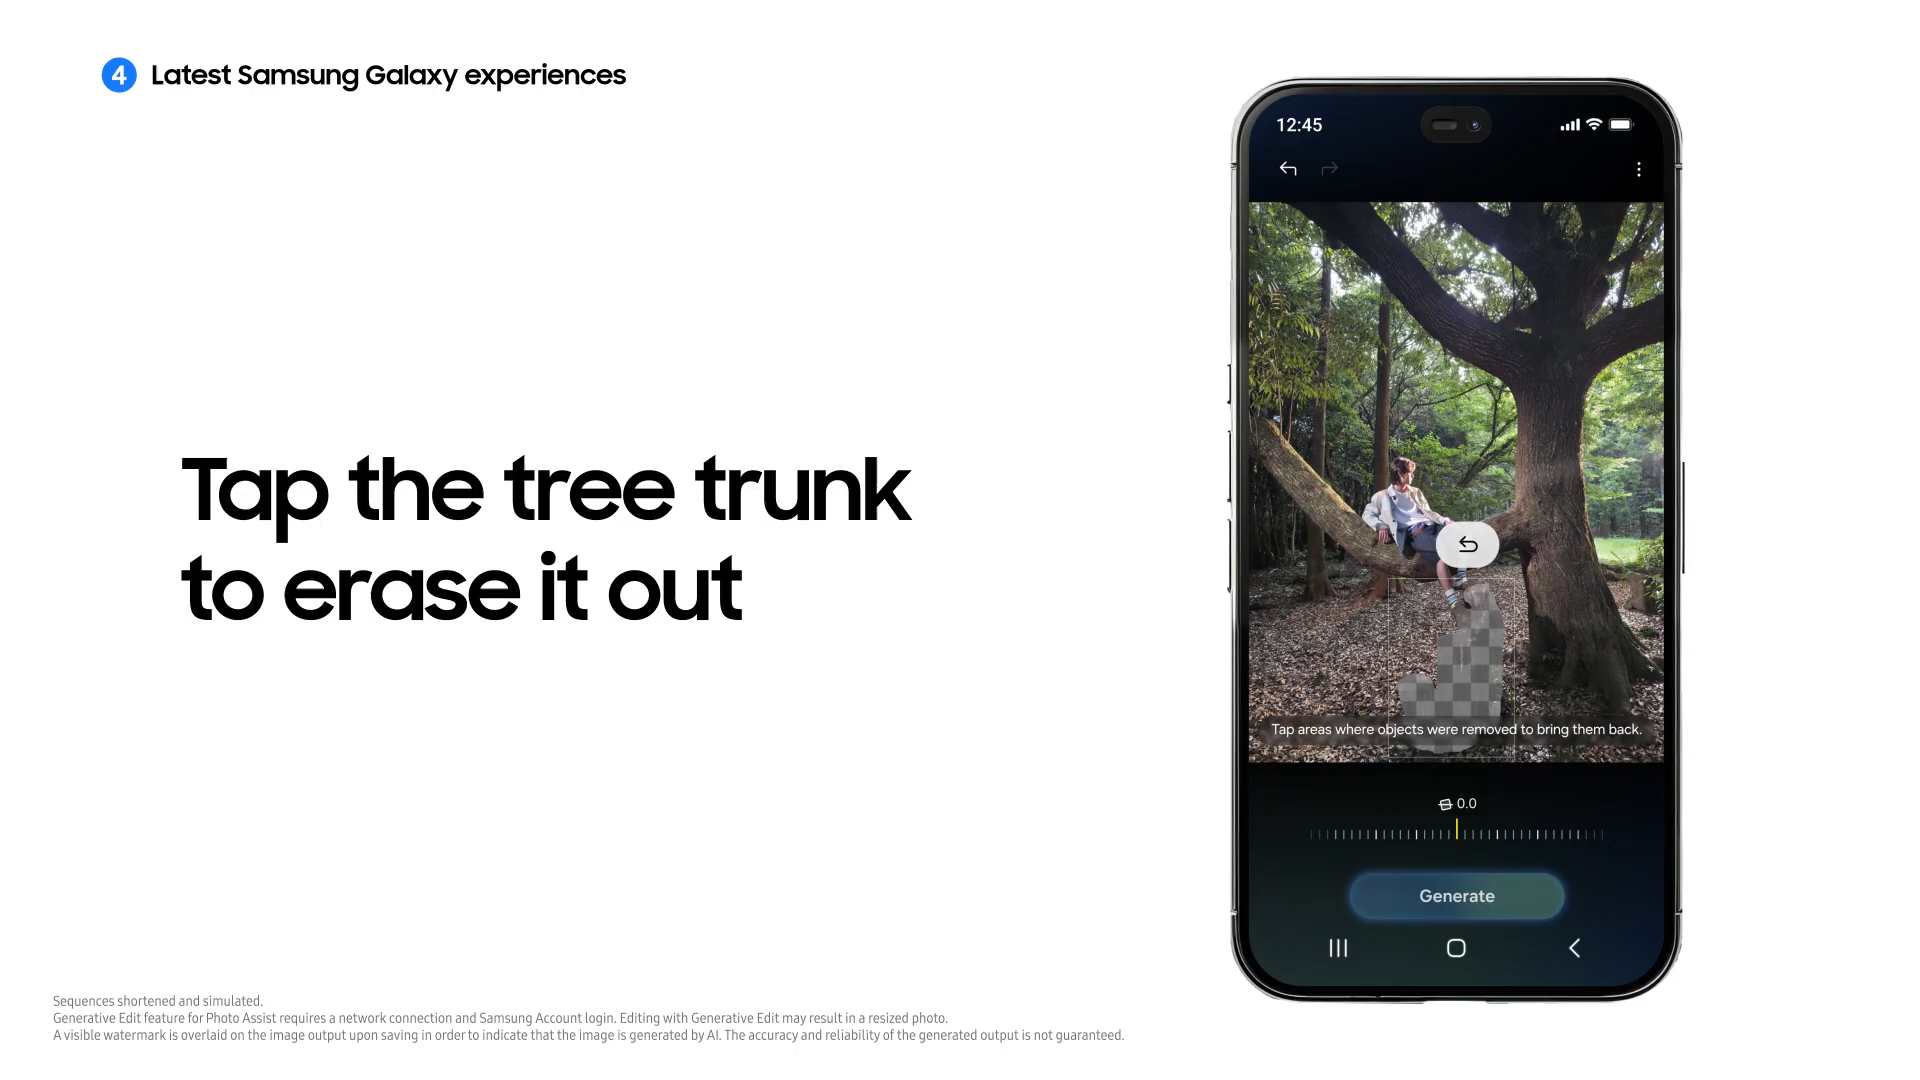 4 Latest Samsung Galaxy experiences
Tap the tree trunk
to erase it out
12:45
Tap areas where objects were removed to bring them back.
0.0
Generate
Sequences shortened and simulated.
Generative Edit feature for Photo Assist requires a network connection and Samsung Account login. Editing with Generative Edit may result in a resized photo.
A visible watermark is overlaid on the image output upon saving in order to indicate that the image is generated by AI. The accuracy and reliability of the generated output is not guaranteed.